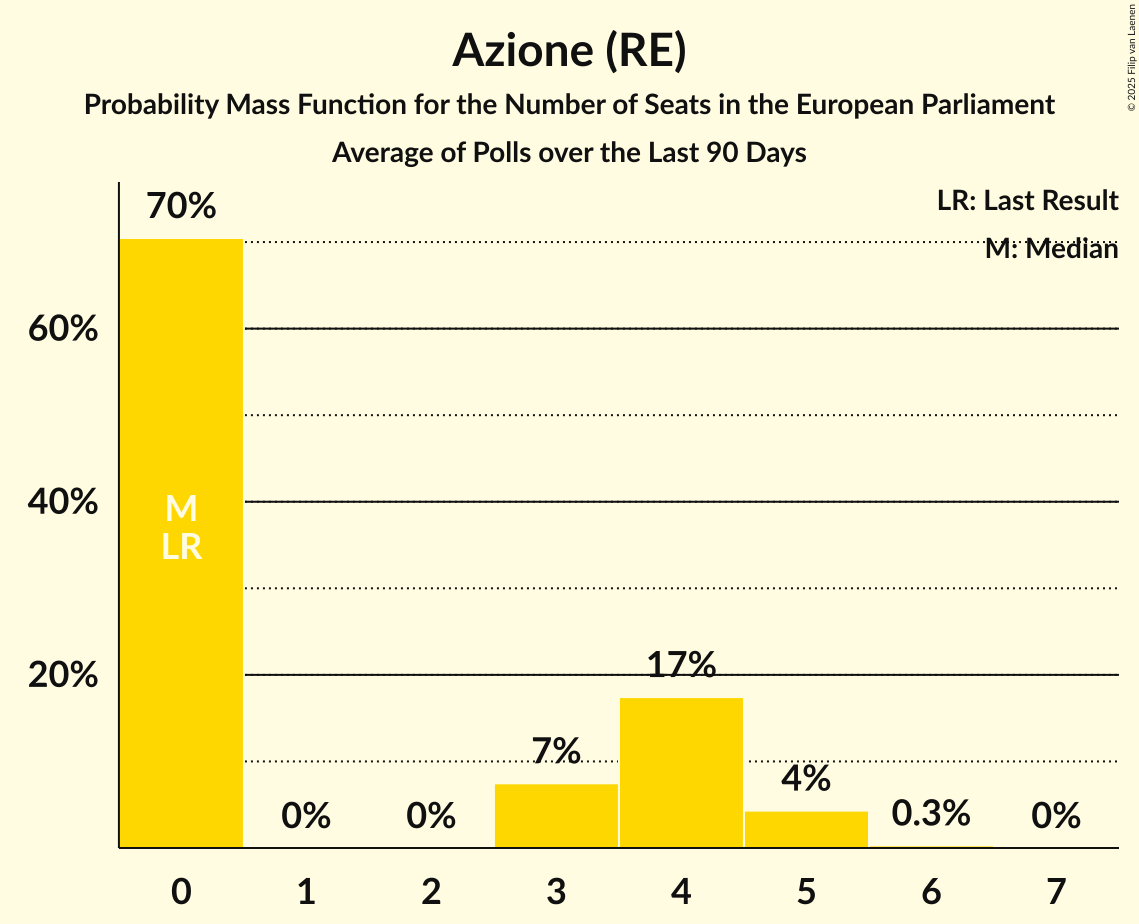 Azione (RE)
Probability Mass Function for the Number of Seats in the European Parliament
Average of Polls over the Last 90 Days
© 2025 Filip van Laenen
LR: Last Result
M: Median
70%
60%
40%
20%
M
LR
0%
0%
7%
17%
4%
0.3%
0%
0
1
2
3
4
5
6
7